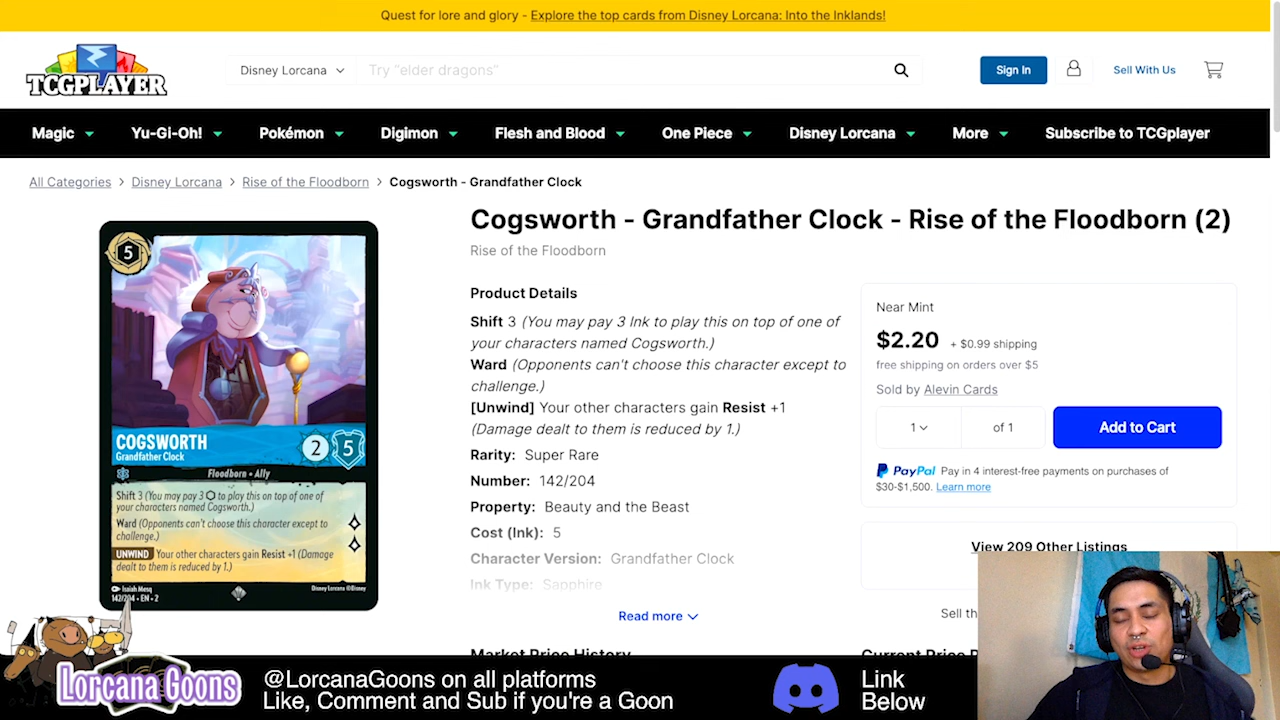 Quest for lore and glory - Explore the top cards from Disney Lorcana: Into the Inklands!
TCGPLAYER
Disney Lorcana
Try "elder dragons"
Sign In
Sell With Us
Magic
Yu-Gi-Oh!
Pokémon
Digimon
Flesh and Blood
One Piece
Disney Lorcana
More
Subscribe to TCGplayer
All Categories > Disney Lorcana > Rise of the Floodborn > Cogsworth - Grandfather Clock
5
COGSWORTH
Grandfather Clock
2
5
Floodborn • Ally
Shift 3 (You may pay 3 to play this on top of one of
your characters named Cogsworth.)
Ward (Opponents can't choose this character except to
challenge.)
UNWIND Your other characters gain Resist +1 (Damage
dealt to them is reduced by 1.)
Isaiah Mesq
142/204 • EN • 2
Disney Lorcana ©Disney
Cogsworth - Grandfather Clock - Rise of the Floodborn (2)
Rise of the Floodborn
Product Details
Shift 3 (You may pay 3 Ink to play this on top of one of
your characters named Cogsworth.)
Ward (Opponents can't choose this character except to
challenge.)
[Unwind] Your other characters gain Resist +1
(Damage dealt to them is reduced by 1.)
Rarity: Super Rare
Number: 142/204
Property: Beauty and the Beast
Cost (Ink): 5
Character Version: Grandfather Clock
Ink Type: Sapphire
Read more
Market Price History
Near Mint
$2.20 + $0.99 shipping
free shipping on orders over $5
Sold by Alevin Cards
1 of 1
Add to Cart
PayPal Pay in 4 interest-free payments on purchases of
$30-$1,500. Learn more
View 209 Other Listings
Sell th
Current Price P
Lorcana Goons
@LorcanaGoons on all platforms
Like, Comment and Sub if you're a Goon
Link
Below